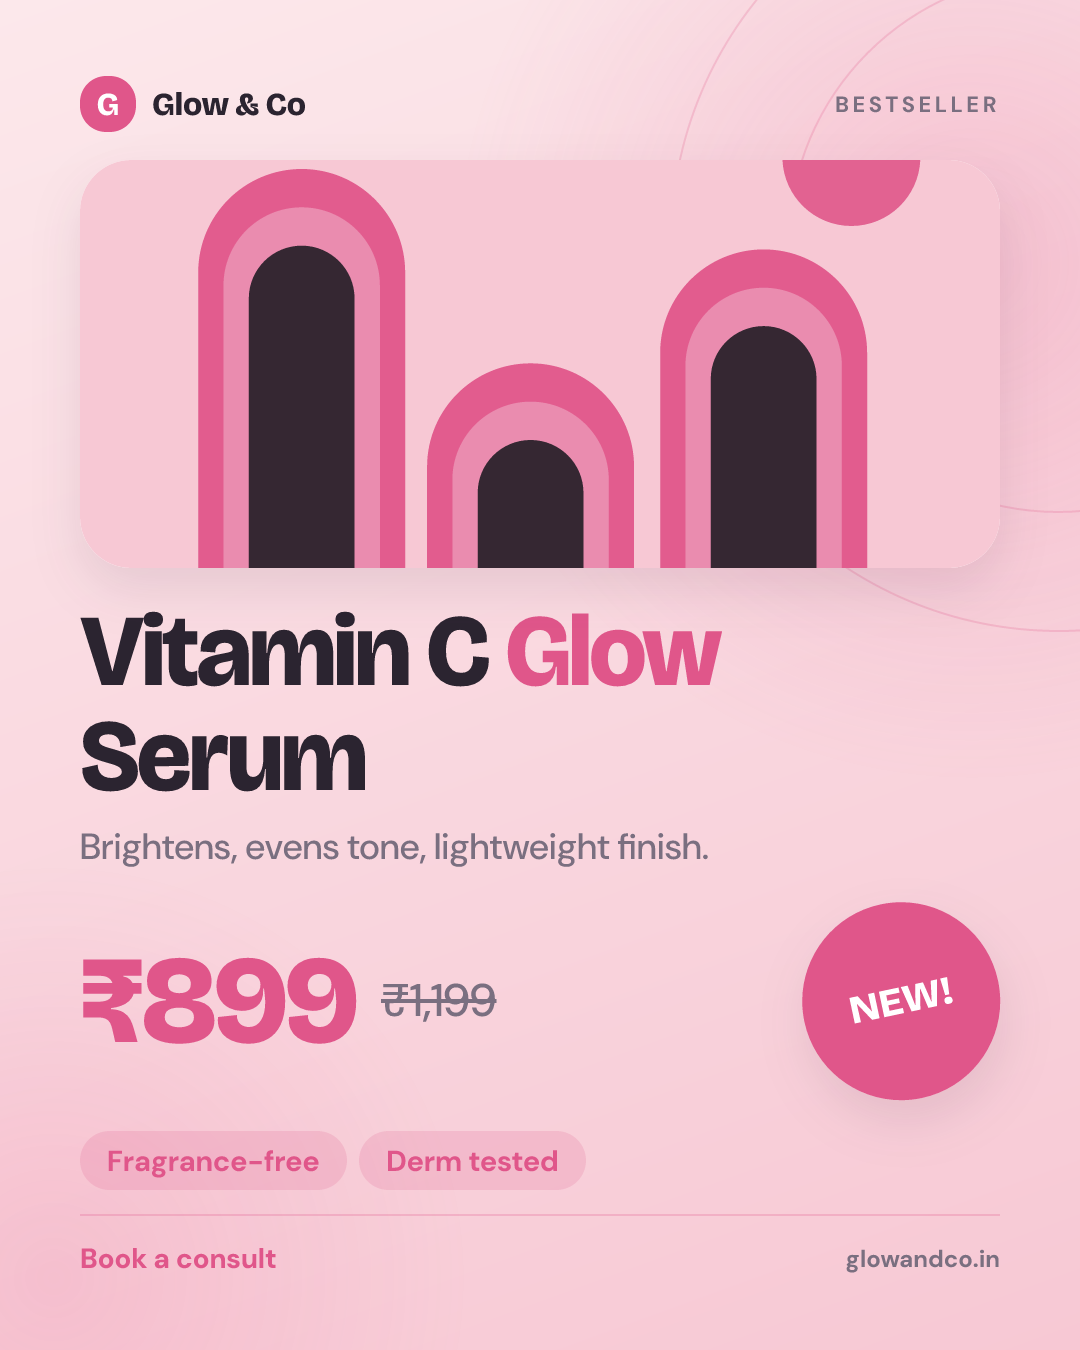 G Glow & Co
BESTSELLER
Vitamin C Glow
Serum
Brightens, evens tone, lightweight finish.
₹899 ₹1,199
NEW!
Fragrance-free Derm tested
Book a consult
glowandco.in